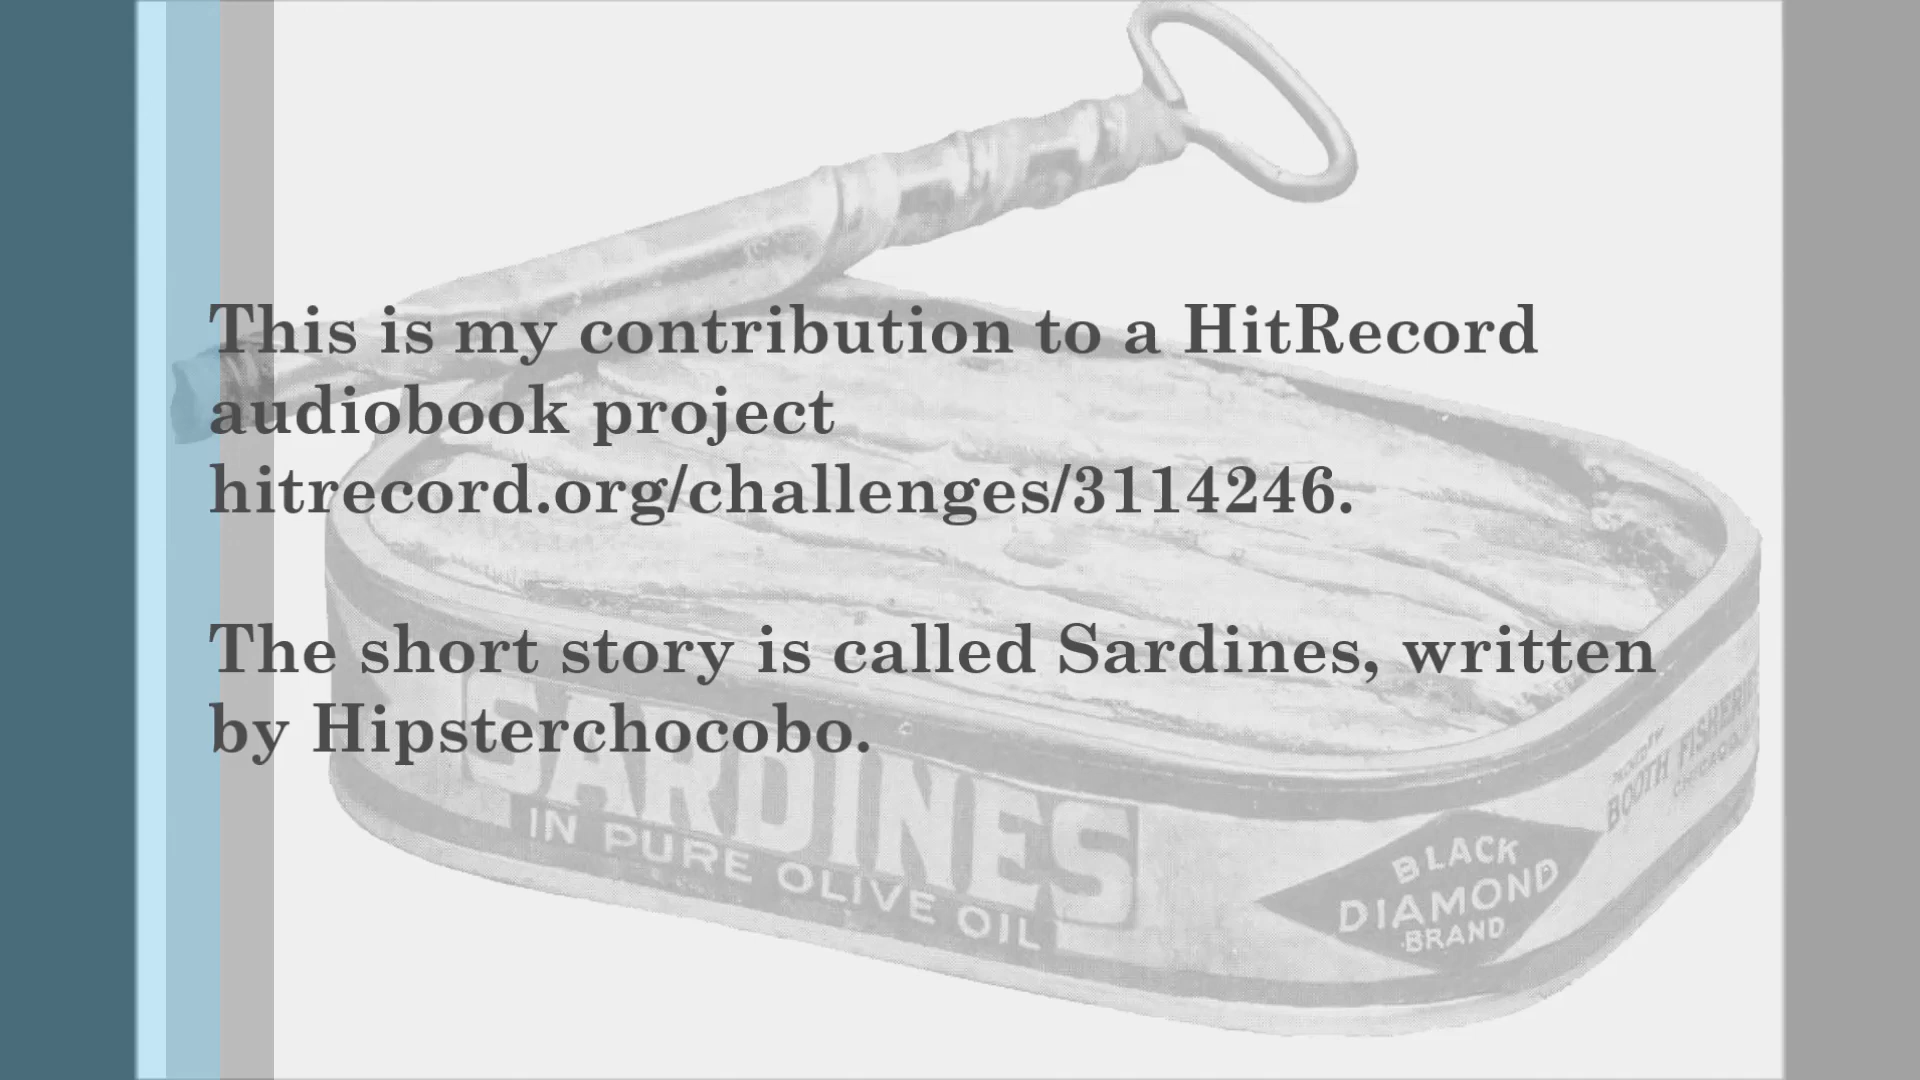 This is my contribution to a HitRecord
audiobook project
hitrecord.org/challenges/3114246.
The short story is called Sardines, written
by Hipsterchocobo.
SARDINES
IN PURE OLIVE OIL
BLACK
DIAMOND
BRAND
BOOTH FISHERIES
CHICAGO